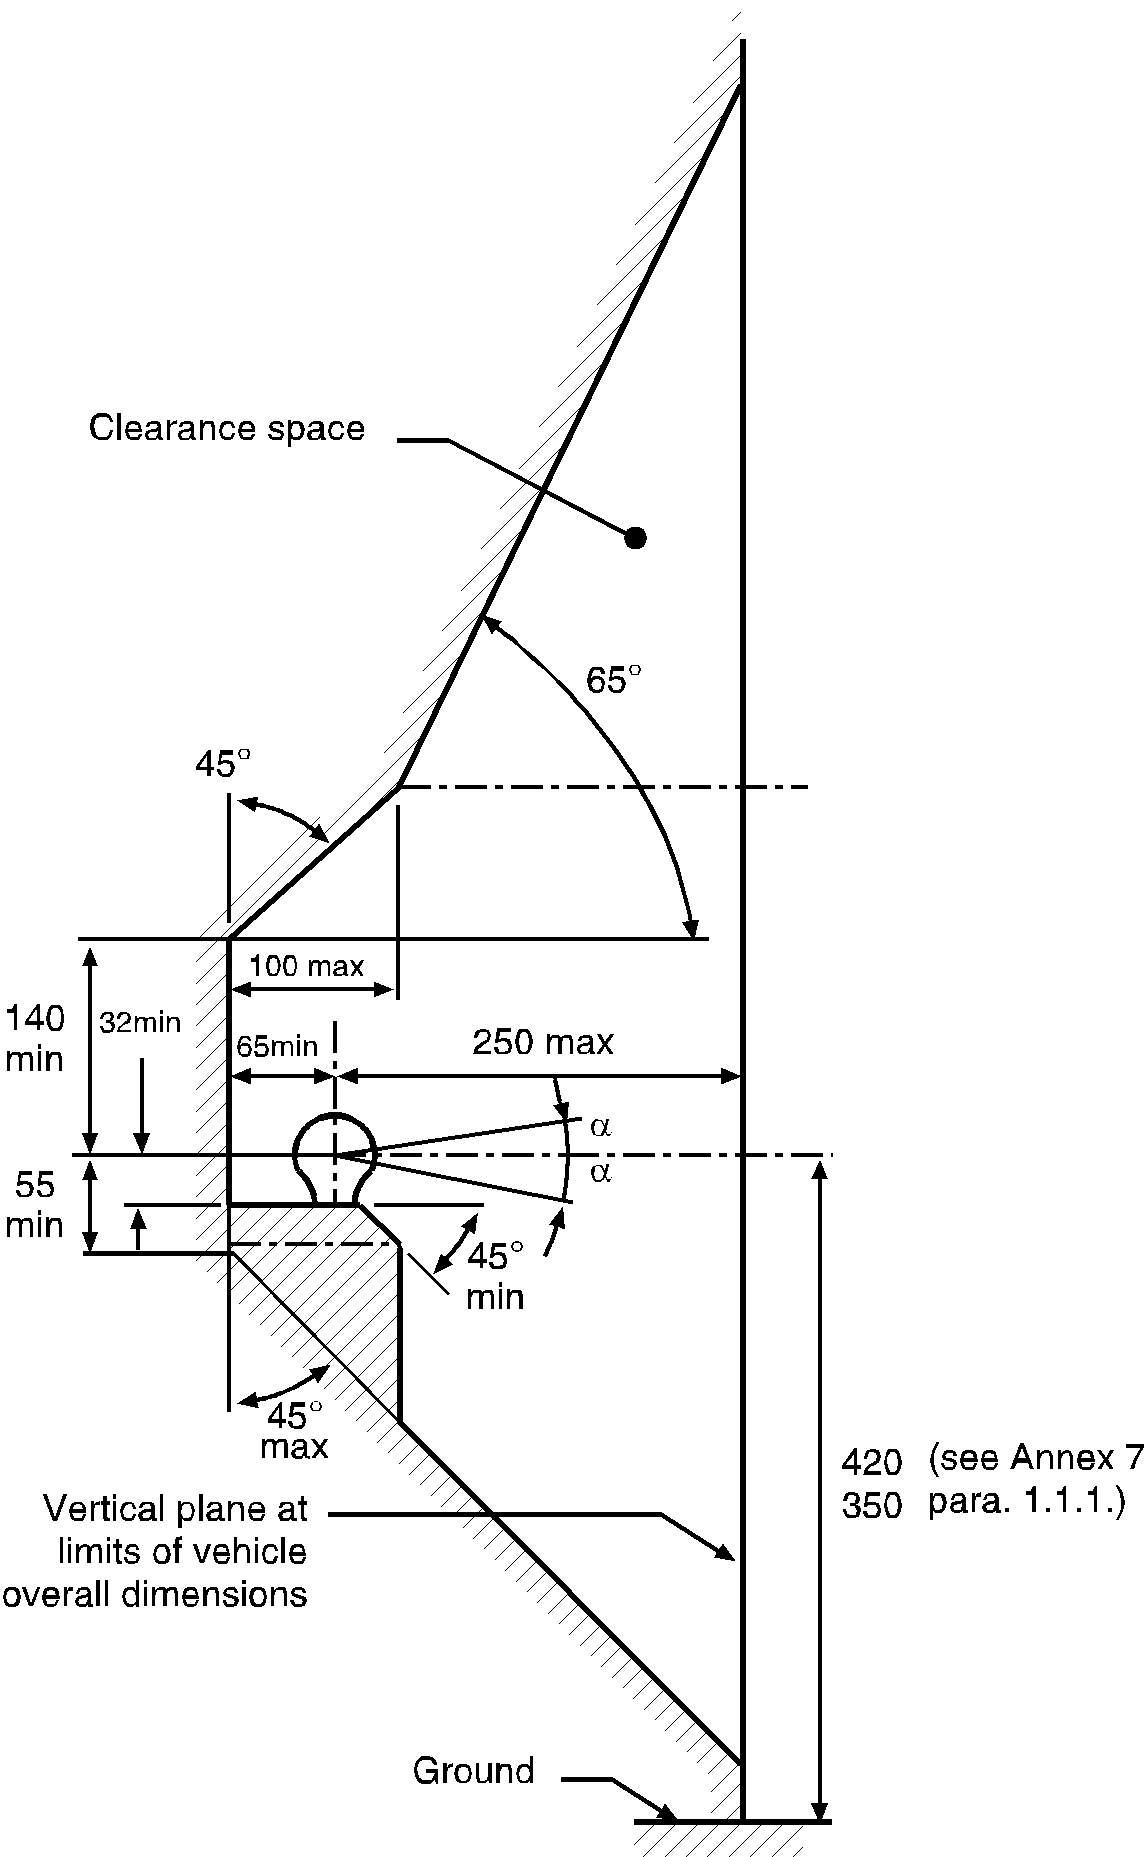 Clearance space
65°
45°
100 max
140
min
32min
65min
250 max
α
α
55
min
45°
min
45°
max
420 (see Annex 7
350 para. 1.1.1.)
Vertical plane at
limits of vehicle
overall dimensions
Ground